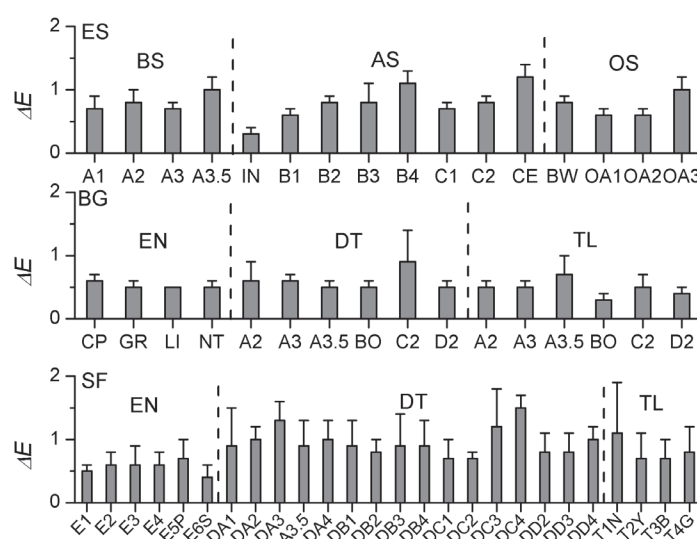 2
ES
BS
AS
OS
1
0
ΔE
A1 A2 A3 A3.5 IN B1 B2 B3 B4 C1 C2 CE BW OA1 OA2 OA3
2
BG
EN
DT
TL
1
0
ΔE
CP GR LI NT A2 A3 A3.5 BO C2 D2 A2 A3 A3.5 BO C2 D2
2
SF
EN
DT
TL
1
0
ΔE
E1 E2 E3 E4 E5P E6S DA1 DA2 DA3 A3.5 DA4 DB1 DB2 DB3 DB4 DC1 DC2 DC3 DC4 DD2 DD3 DD4 T1N T2Y T3B T4G